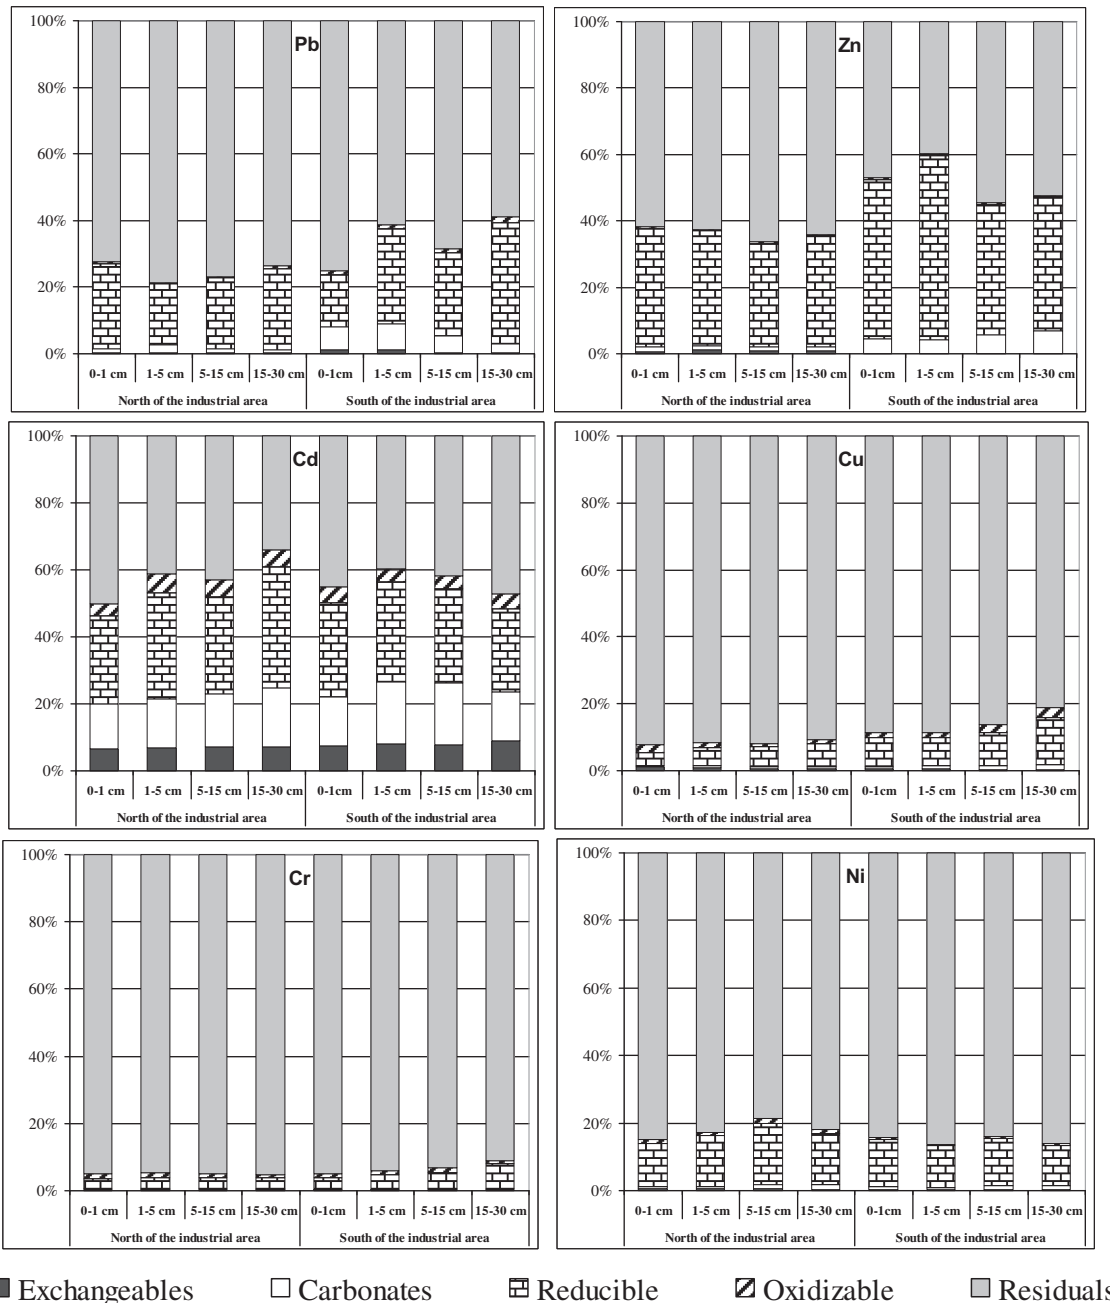 100%
80%
60%
40%
20%
0%
Pb
0-1 cm 1-5 cm 5-15 cm 15-30 cm 0-1cm 1-5 cm 5-15 cm 15-30 cm
North of the industrial area South of the industrial area
100%
80%
60%
40%
20%
0%
Zn
0-1 cm 1-5 cm 5-15 cm 15-30 cm 0-1cm 1-5 cm 5-15 cm 15-30 cm
North of the industrial area South of the industrial area
100%
80%
60%
40%
20%
0%
Cd
0-1 cm 1-5 cm 5-15 cm 15-30 cm 0-1cm 1-5 cm 5-15 cm 15-30 cm
North of the industrial area South of the industrial area
100%
80%
60%
40%
20%
0%
Cu
0-1 cm 1-5 cm 5-15 cm 15-30 cm 0-1cm 1-5 cm 5-15 cm 15-30 cm
North of the industrial area South of the industrial area
100%
80%
60%
40%
20%
0%
Cr
0-1 cm 1-5 cm 5-15 cm 15-30 cm 0-1cm 1-5 cm 5-15 cm 15-30 cm
North of the industrial area South of the industrial area
100%
80%
60%
40%
20%
0%
Ni
0-1 cm 1-5 cm 5-15 cm 15-30 cm 0-1cm 1-5 cm 5-15 cm 15-30 cm
North of the industrial area South of the industrial area
Exchangeables Carbonates Reducible Oxidizable Residuals